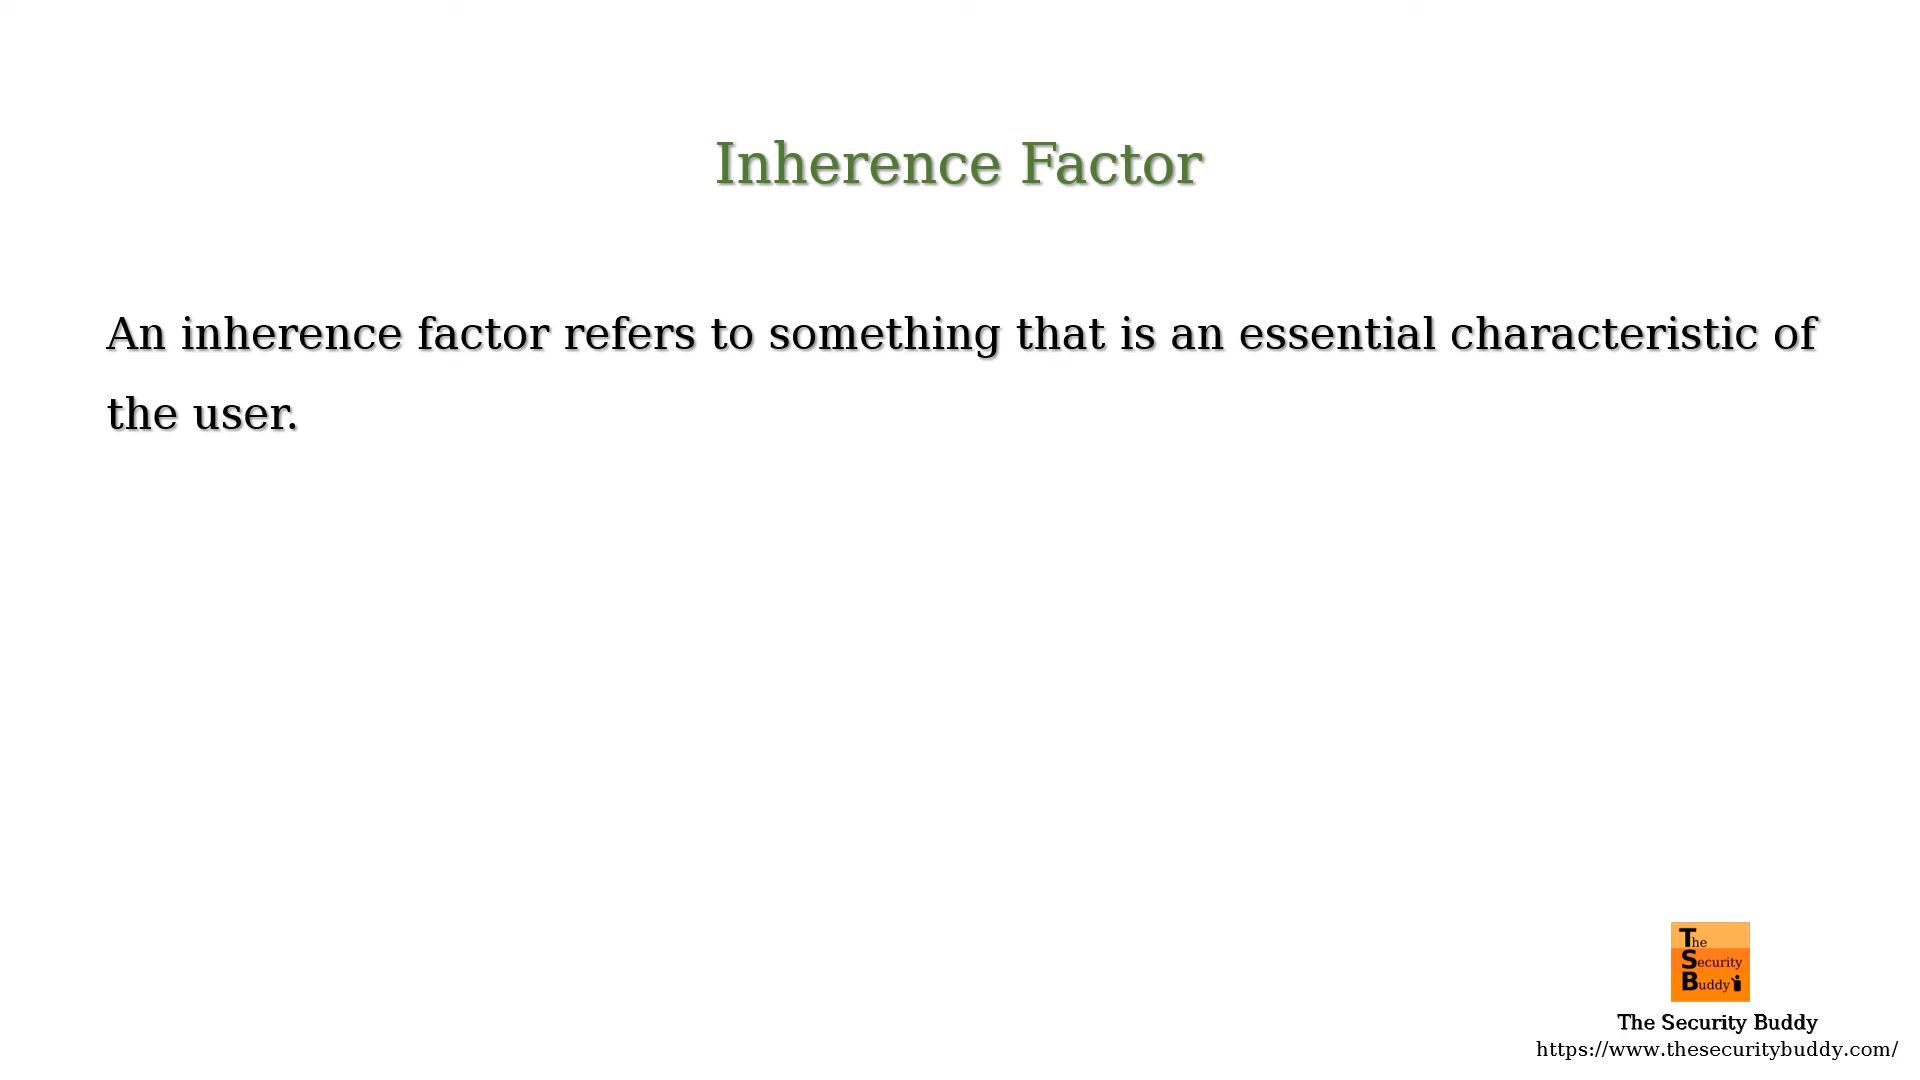 Inherence Factor
An inherence factor refers to something that is an essential characteristic of
the user.
The
Security
Buddy
The Security Buddy
https://www.thesecuritybuddy.com/